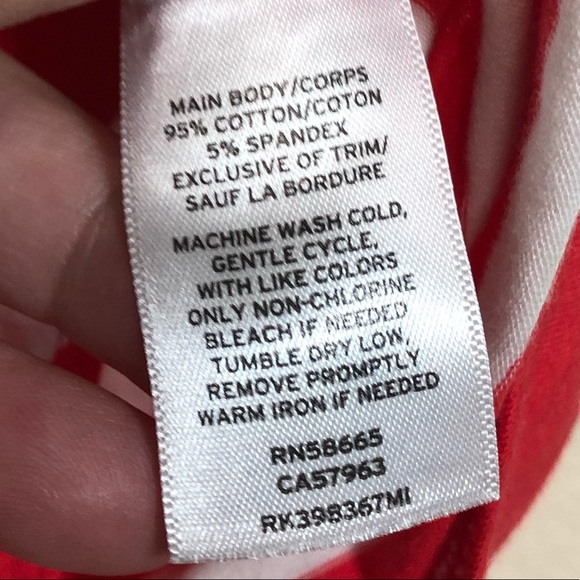 MAIN BODY/CORPS
95% COTTON/COTON
5% SPANDEX
EXCLUSIVE OF TRIM/
SAUF LA BORDURE
MACHINE WASH COLD,
GENTLE CYCLE,
WITH LIKE COLORS
ONLY NON-CHLORINE
BLEACH IF NEEDED
TUMBLE DRY LOW,
REMOVE PROMPTLY
WARM IRON IF NEEDED
RN58665
CA57963
RK398367MI